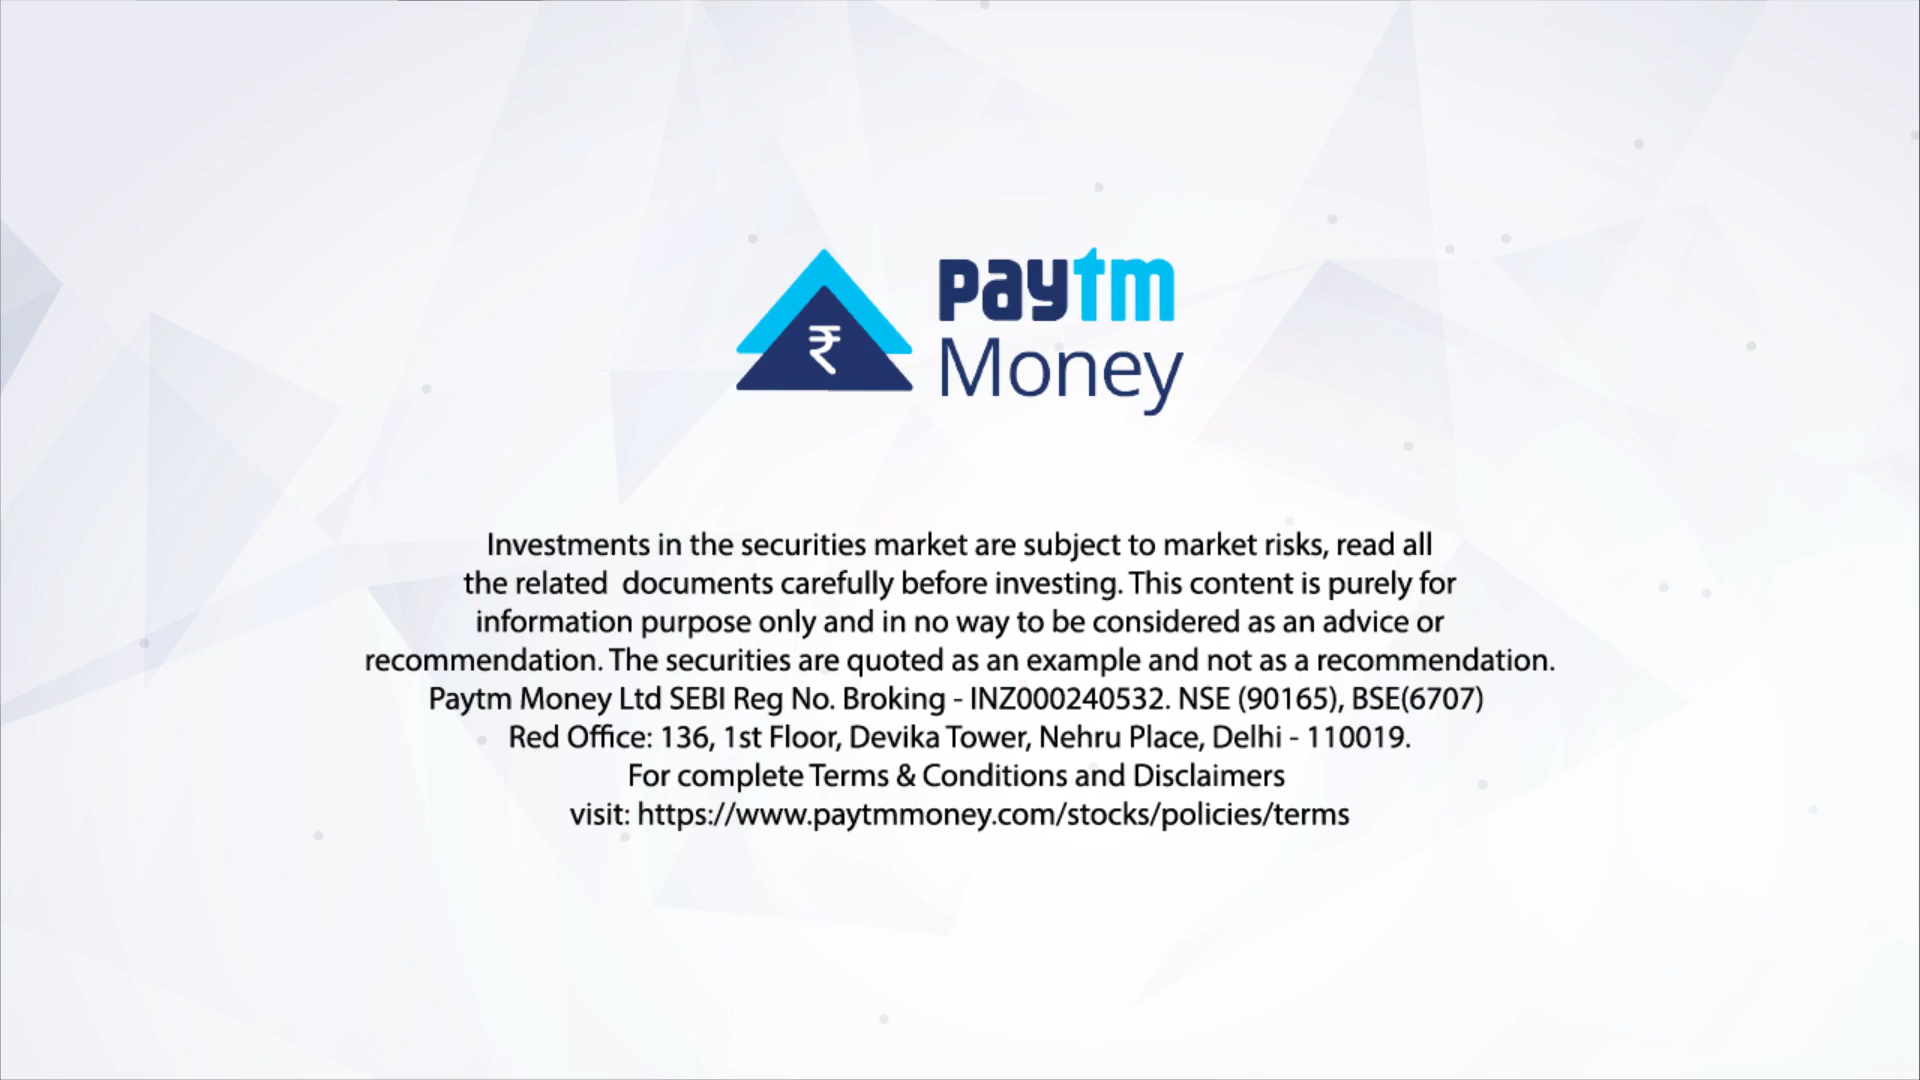 ₹
paytm
Money
Investments in the securities market are subject to market risks, read all
the related  documents carefully before investing. This content is purely for
information purpose only and in no way to be considered as an advice or
recommendation. The securities are quoted as an example and not as a recommendation.
Paytm Money Ltd SEBI Reg No. Broking - INZ000240532. NSE (90165), BSE(6707)
Red Office: 136, 1st Floor, Devika Tower, Nehru Place, Delhi - 110019.
For complete Terms & Conditions and Disclaimers
visit: https://www.paytmmoney.com/stocks/policies/terms